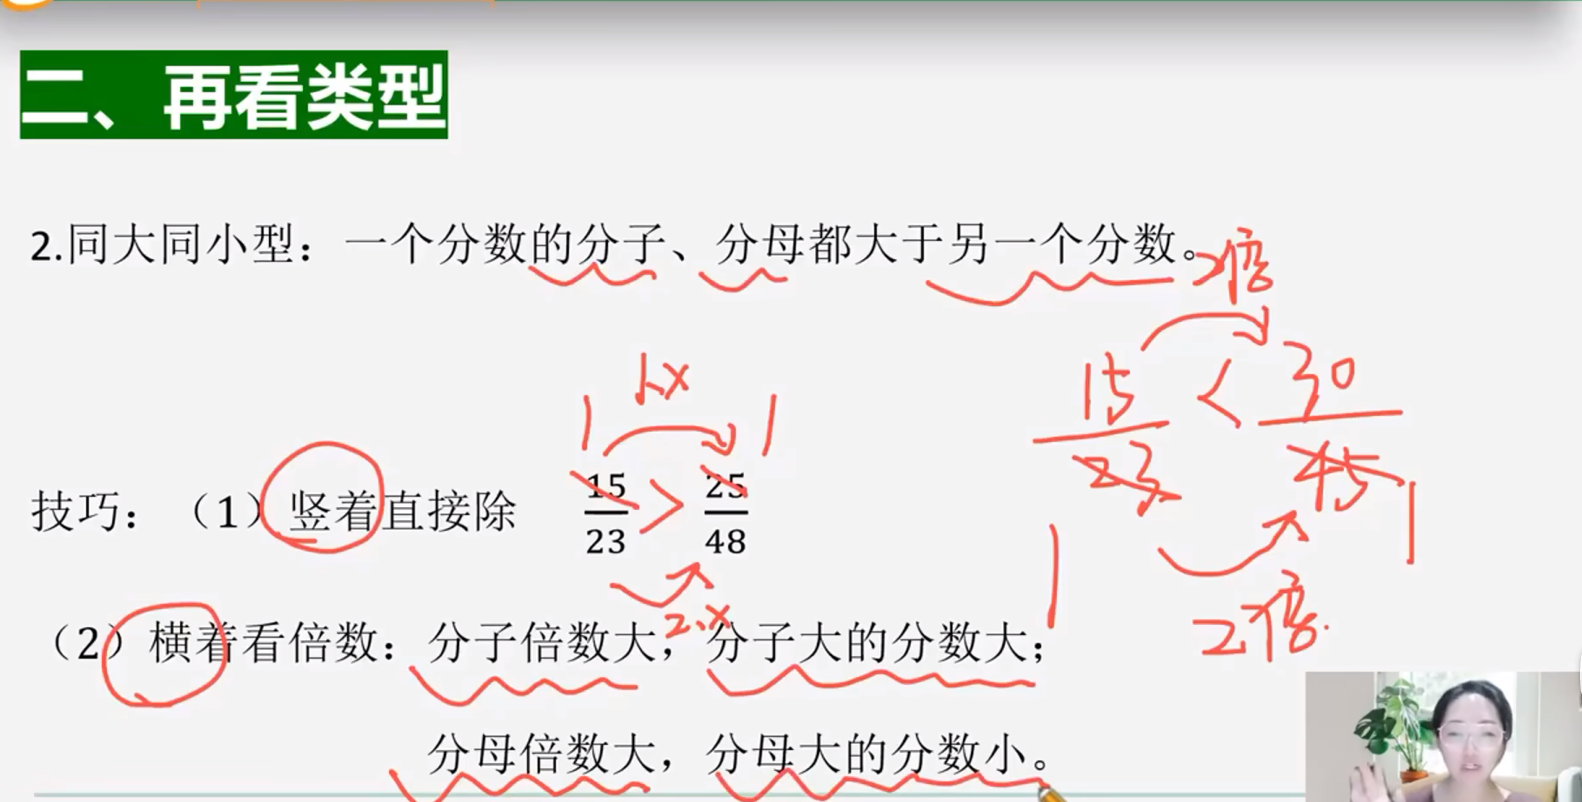 二、再看类型
2.同大同小型：一个分数的分子、分母都大于另一个分数。
2倍
1.x
1 1
15 < 30
23 45
技巧：（1）竖着直接除 15/23 > 25/48
1 1
2.x
2倍
（2）横着看倍数：分子倍数大，分子大的分数大；
分母倍数大，分母大的分数小。